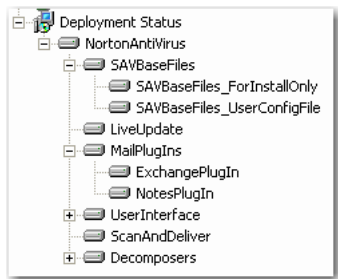 Deployment Status
NortonAntiVirus
SAVBaseFiles
SAVBaseFiles_ForInstallOnly
SAVBaseFiles_UserConfigFile
LiveUpdate
MailPlugIns
ExchangePlugIn
NotesPlugIn
UserInterface
ScanAndDeliver
Decomposers